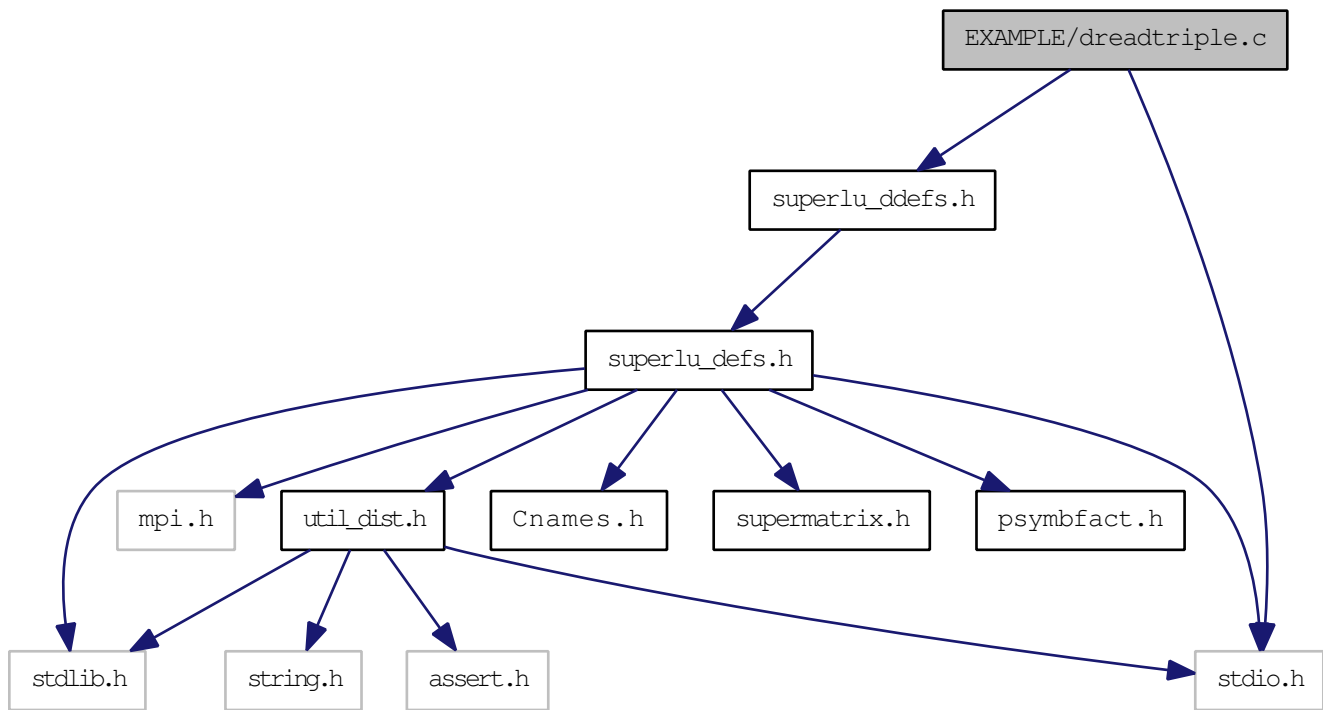 EXAMPLE/dreadtriple.c
superlu_ddefs.h
superlu_defs.h
mpi.h
util_dist.h
Cnames.h
supermatrix.h
psymbfact.h
stdlib.h
string.h
assert.h
stdio.h